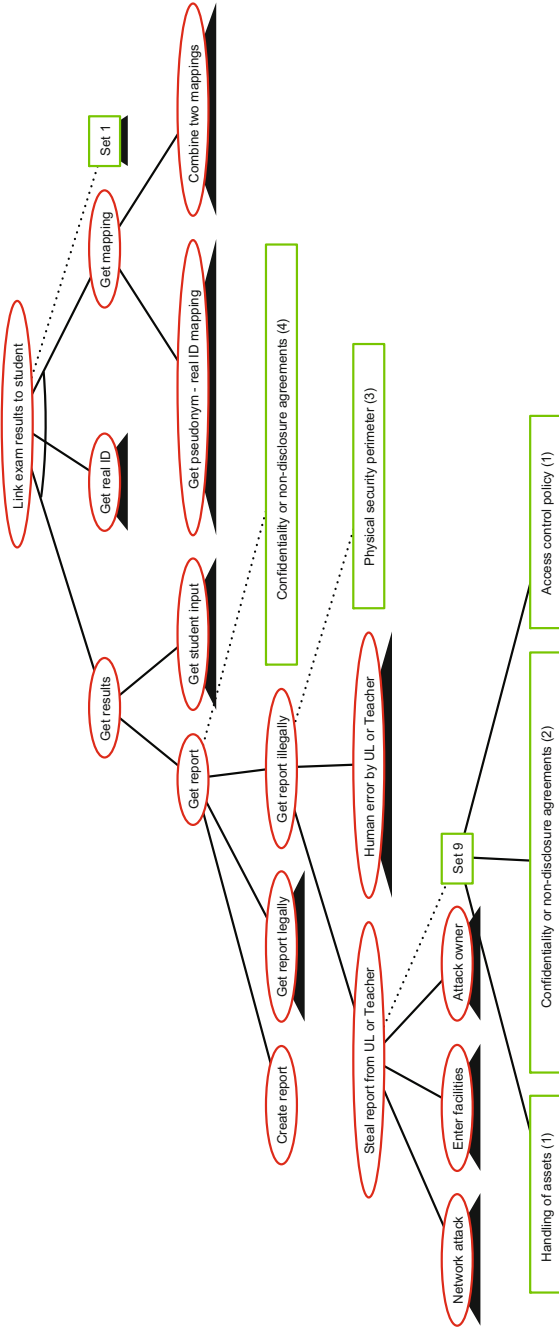 Link exam results to student
Get results
Get real ID
Get mapping
Set 1
Get report
Get student input
Get pseudonym - real ID mapping
Combine two mappings
Create report
Get report legally
Get report illegally
Confidentiality or non-disclosure agreements (4)
Steal report from UL or Teacher
Human error by UL or Teacher
Physical security perimeter (3)
Network attack
Enter facilities
Attack owner
Set 9
Handling of assets (1)
Confidentiality or non-disclosure agreements (2)
Access control policy (1)